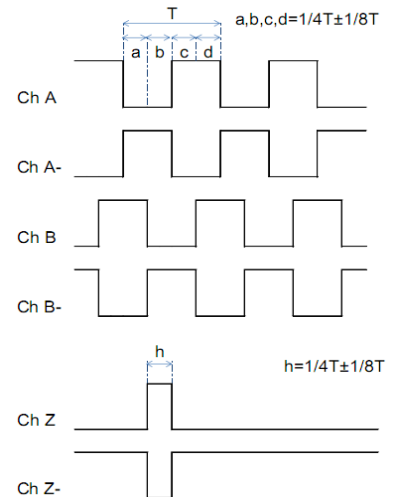 T
a,b,c,d=1/4T±1/8T
a b c d
Ch A
Ch A-
Ch B
Ch B-
h
h=1/4T±1/8T
Ch Z
Ch Z-